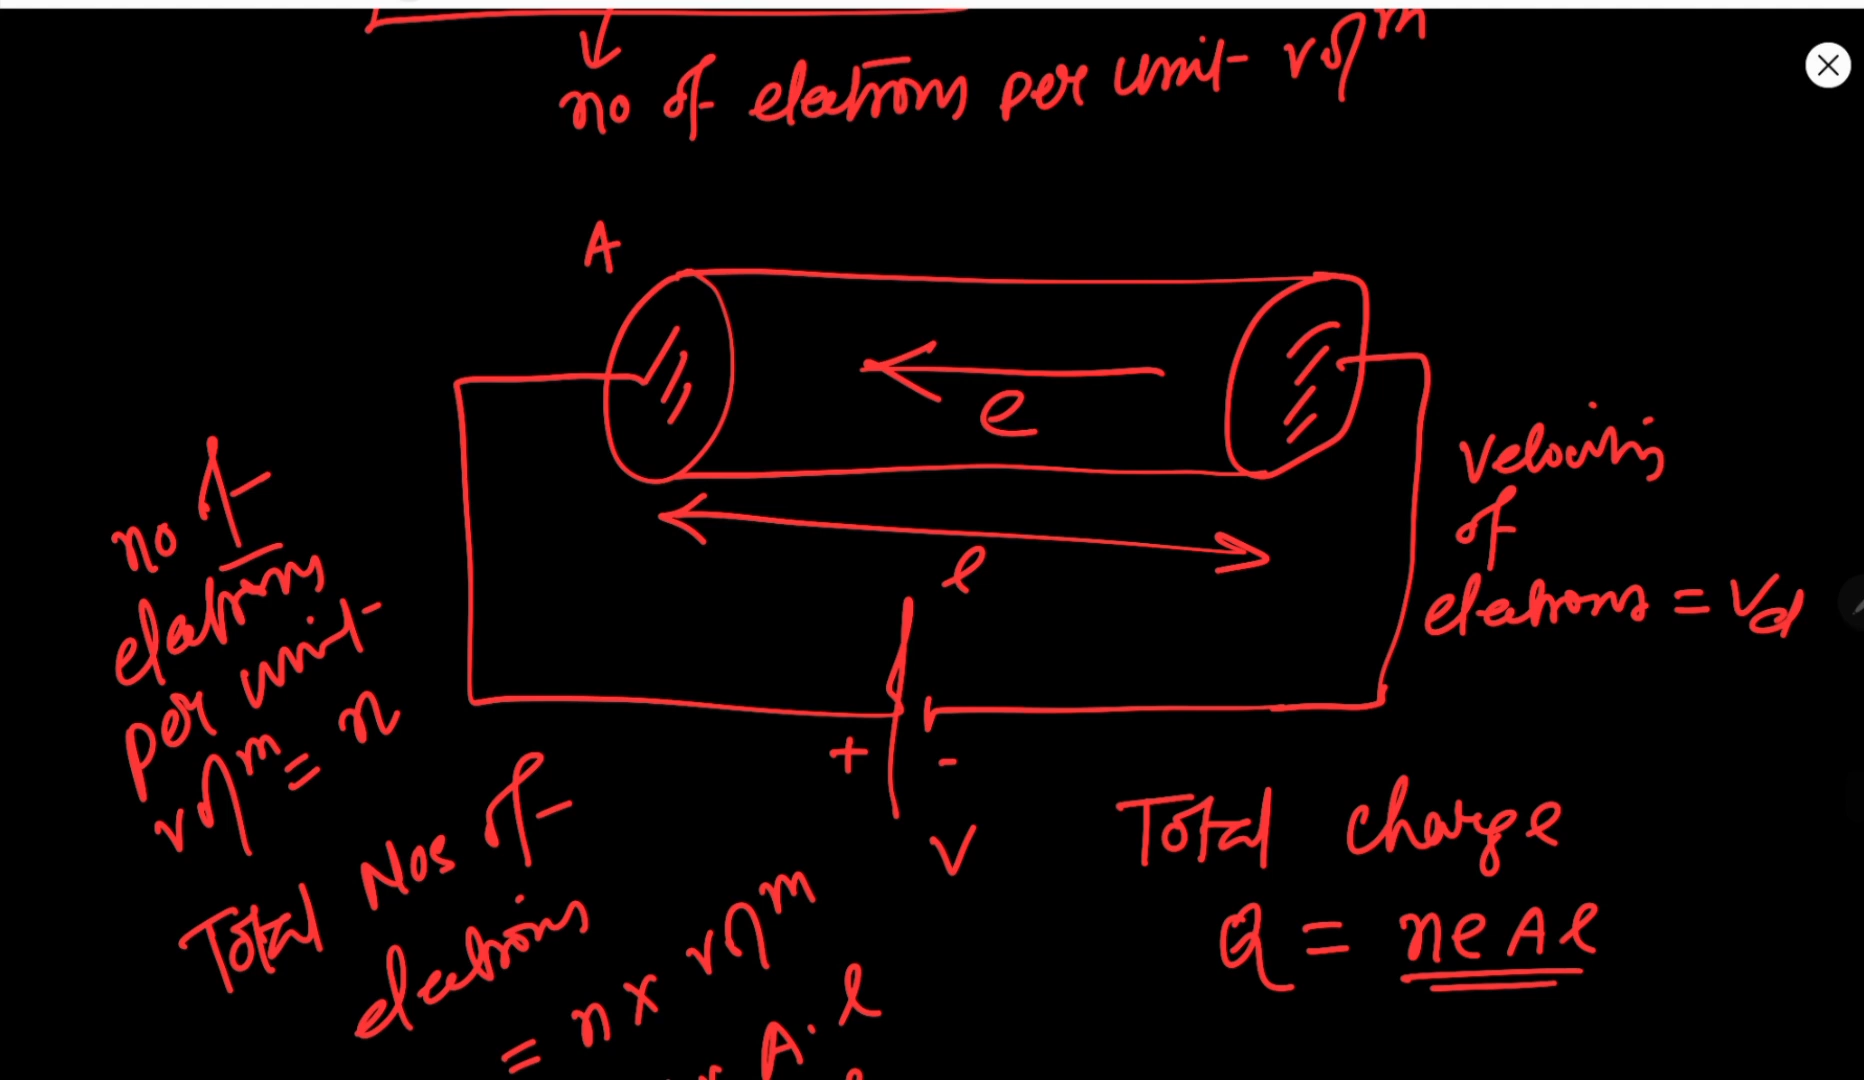 no of electrons per unit vol^m
A
e
l
no of
electrons
per unit
vol^m = n
velocity
of
electrons = Vd
+ -
V
Total Nos of
electrons
= n x vol^m
A. l
Total charge
Q = neAl